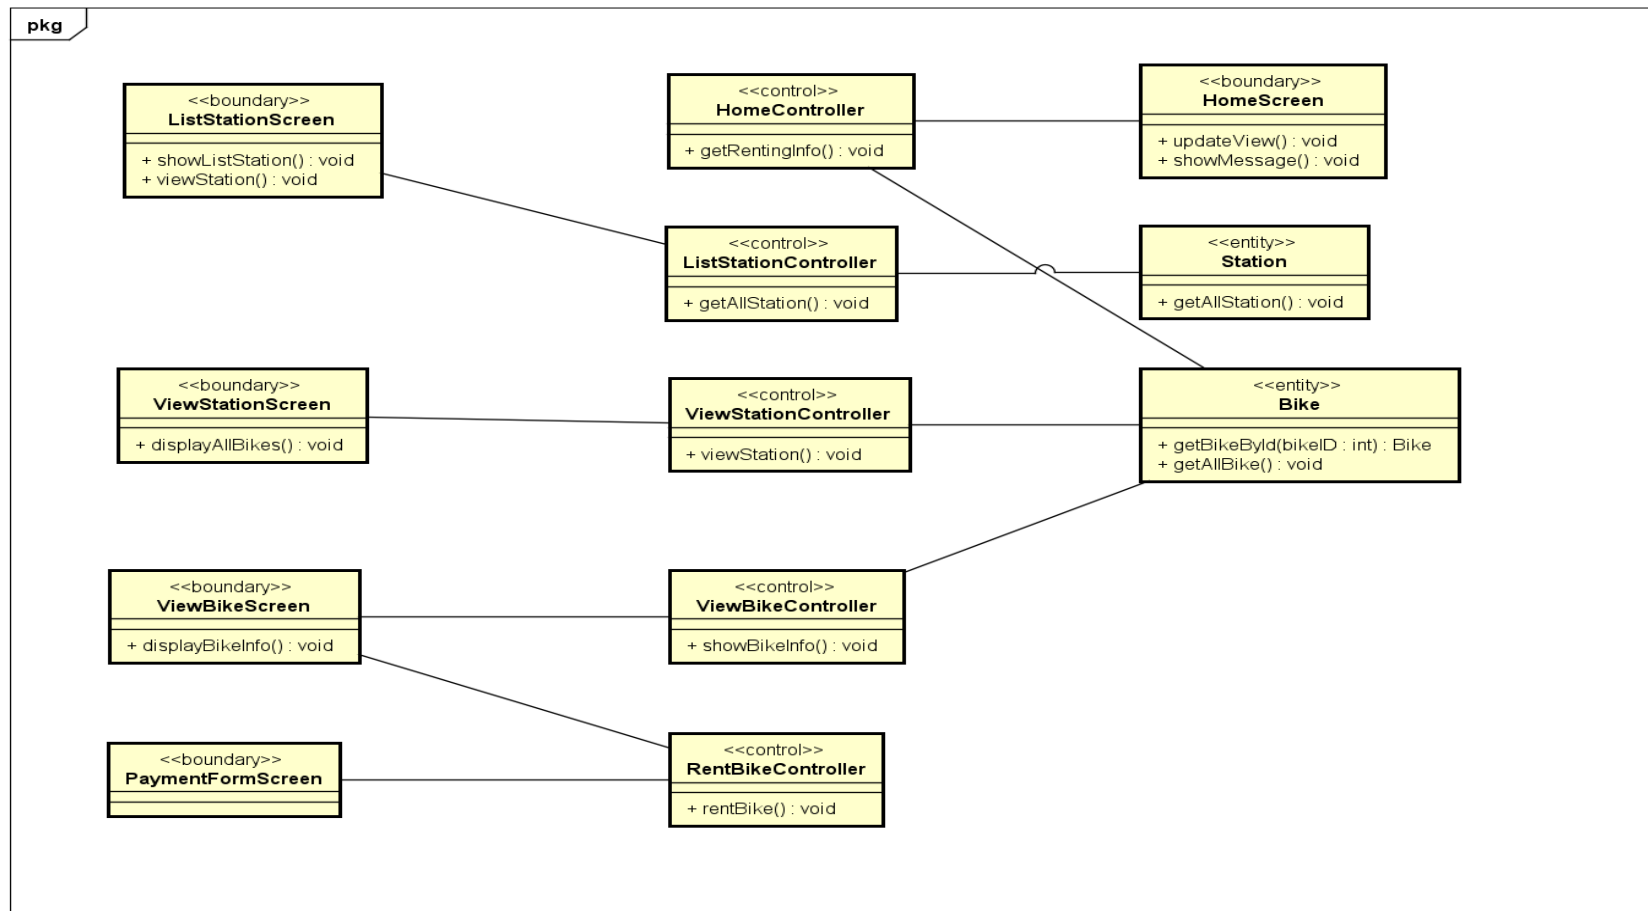 pkg
<<boundary>>
ListStationScreen
+ showListStation() : void
+ viewStation() : void
<<control>>
HomeController
+ getRentingInfo() : void
<<boundary>>
HomeScreen
+ updateView() : void
+ showMessage() : void
<<control>>
ListStationController
+ getAllStation() : void
<<entity>>
Station
+ getAllStation() : void
<<boundary>>
ViewStationScreen
+ displayAllBikes() : void
<<control>>
ViewStationController
+ viewStation() : void
<<entity>>
Bike
+ getBikeById(bikeID : int) : Bike
+ getAllBike() : void
<<boundary>>
ViewBikeScreen
+ displayBikeInfo() : void
<<control>>
ViewBikeController
+ showBikeInfo() : void
<<boundary>>
PaymentFormScreen
<<control>>
RentBikeController
+ rentBike() : void